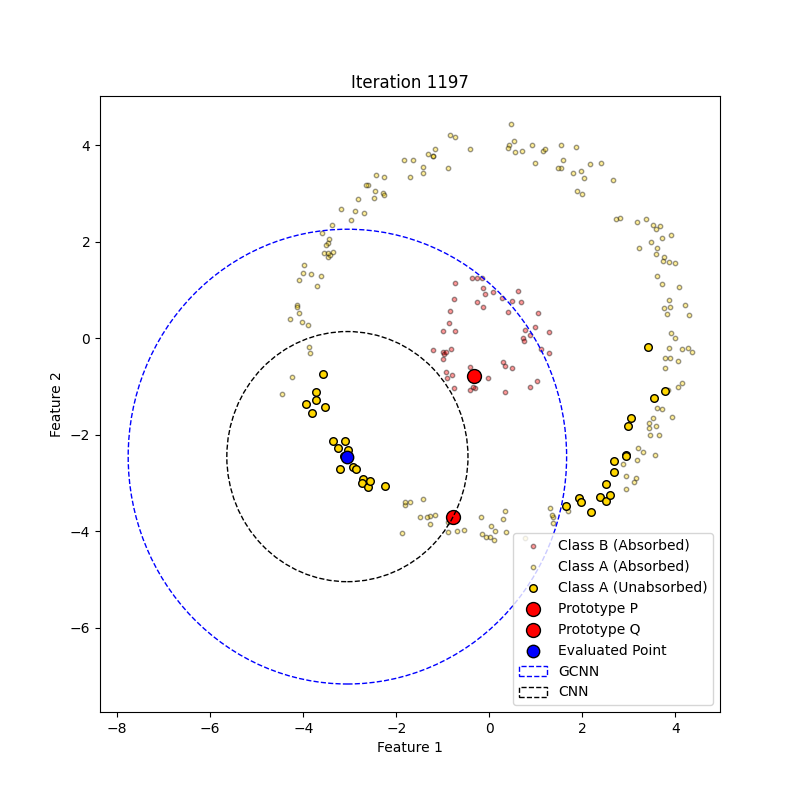 Iteration 1197
4
2
0
−2
−4
−6
Feature 2
−8
−6
−4
−2
0
2
4
Feature 1
Class B (Absorbed)
Class A (Absorbed)
Class A (Unabsorbed)
Prototype P
Prototype Q
Evaluated Point
GCNN
CNN